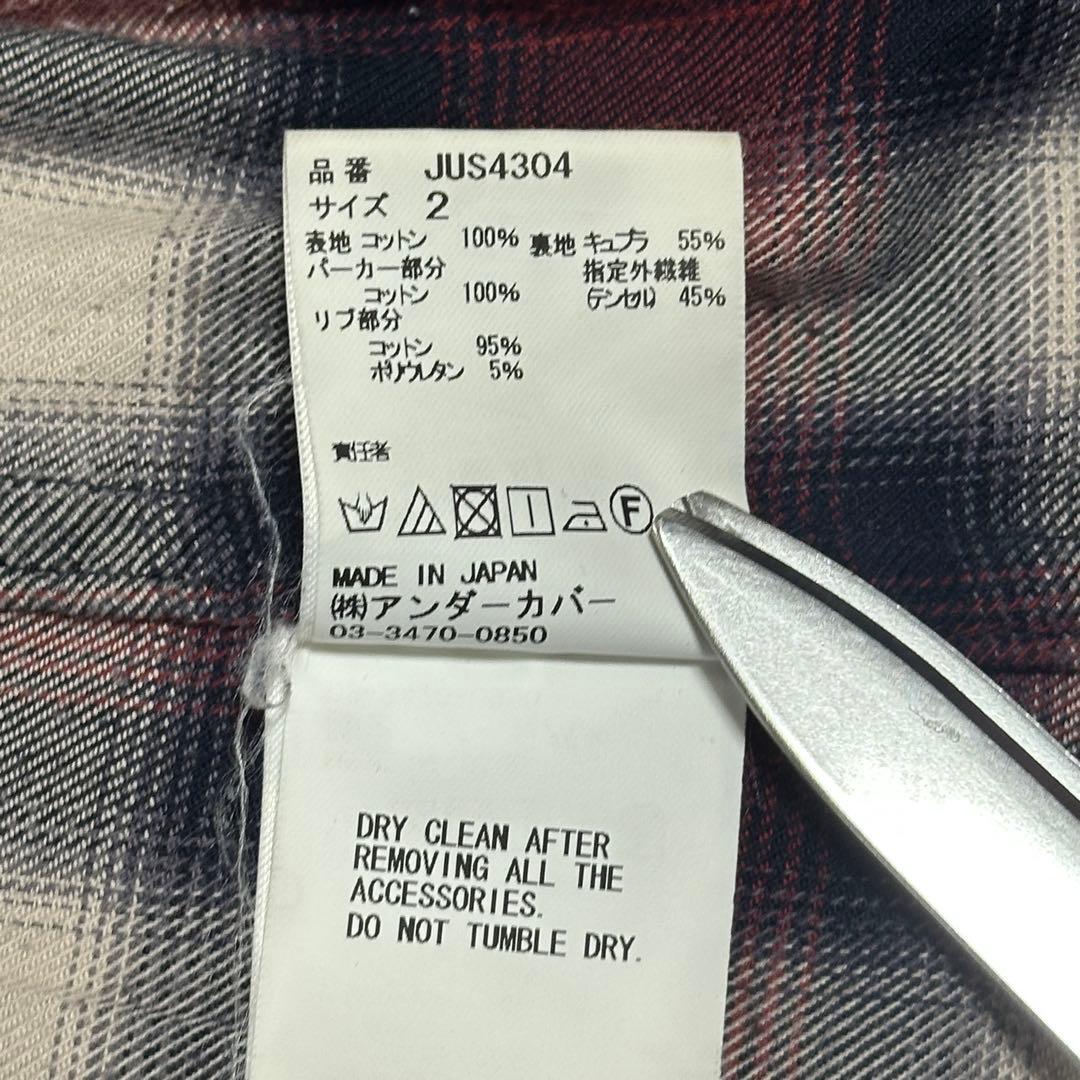 品番 JUS4304
サイズ 2
表地 コットン 100% 裏地 キュプラ 55%
パーカー部分 指定外繊維
コットン 100% (テンセル) 45%
リブ部分
コットン 95%
ポリウレタン 5%
責任者
F
MADE IN JAPAN
(株)アンダーカバー
03-3470-0850
DRY CLEAN AFTER
REMOVING ALL THE
ACCESSORIES.
DO NOT TUMBLE DRY.